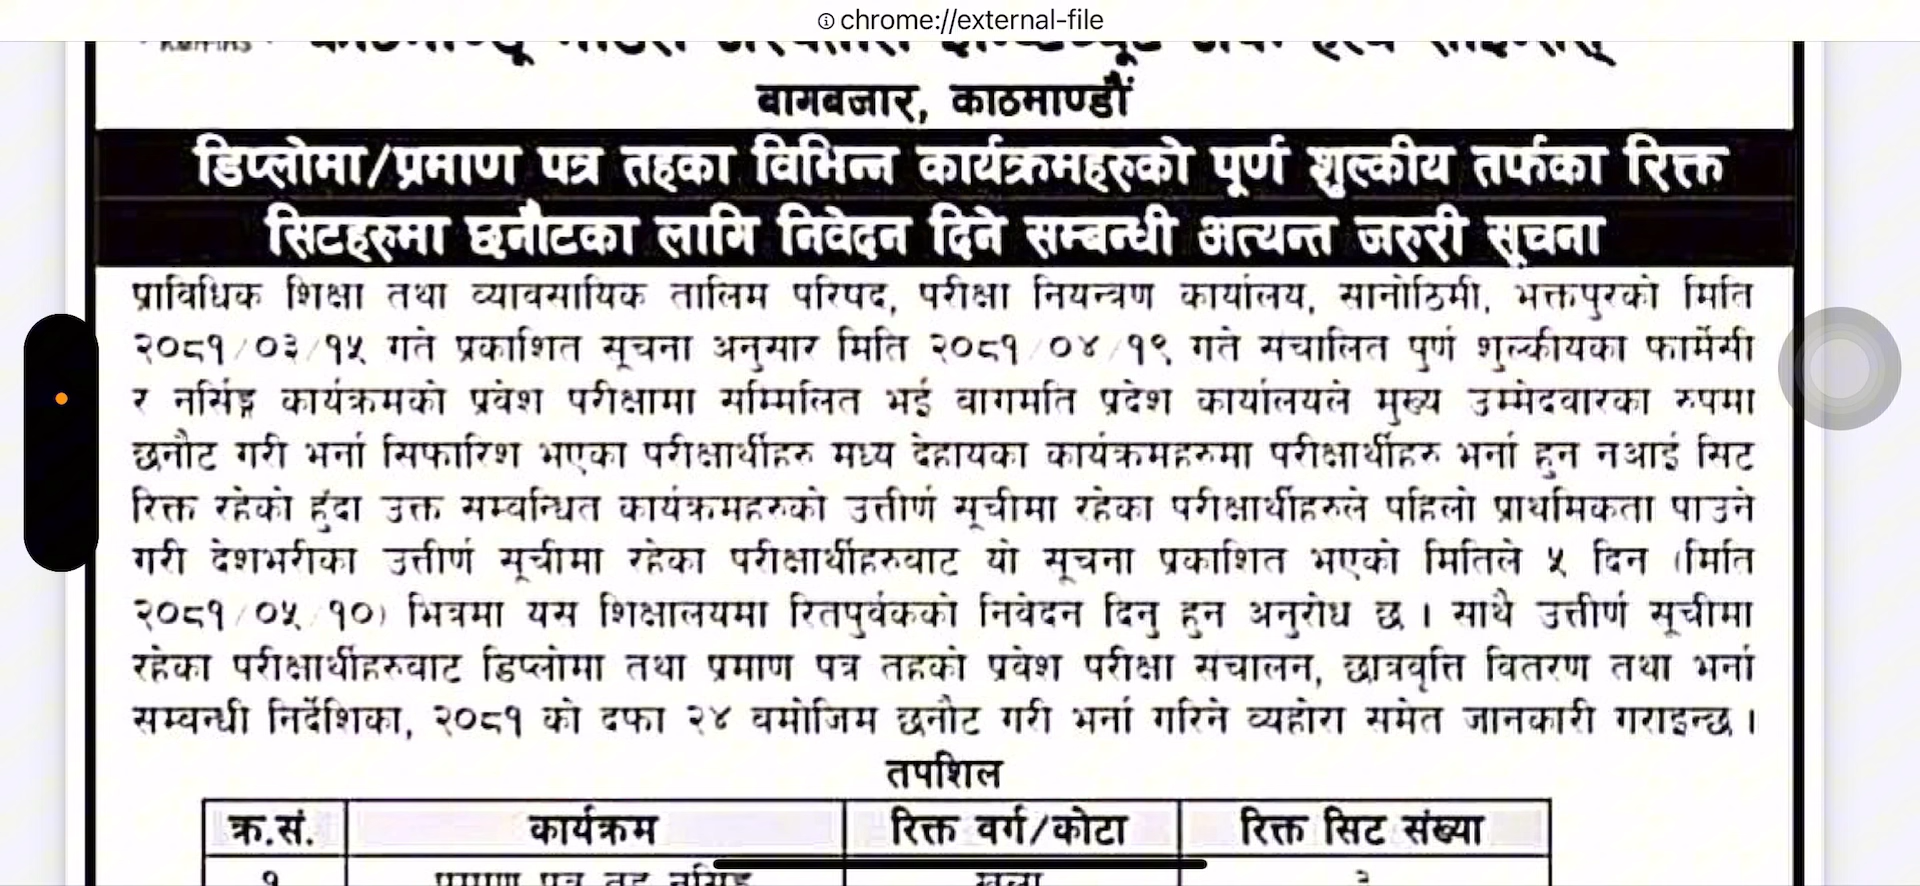 chrome://external-file
बागबजार, काठमाण्डौं
डिप्लोमा/प्रमाण पत्र तहका विभिन्न कार्यक्रमहरुको पूर्ण शुल्कीय तर्फका रिक्त
सिटहरुमा छनौटका लागि निवेदन दिने सम्बन्धी अत्यन्त जरुरी सूचना
प्राविधिक शिक्षा तथा व्यावसायिक तालिम परिषद, परीक्षा नियन्त्रण कार्यालय, सानोठिमी, भक्तपुरको मिति
२०८१/०३/१५ गते प्रकाशित सूचना अनुसार मिति २०८१/०४/१९ गते संचालित पुर्ण शुल्कीयका फार्मेसी
र नर्सिङ्ग कार्यक्रमको प्रवेश परीक्षामा सम्मिलित भई वागमति प्रदेश कार्यालयले मुख्य उम्मेदवारका रुपमा
छनौट गरी भर्ना सिफारिश भएका परीक्षार्थीहरु मध्य देहायका कार्यक्रमहरुमा परीक्षार्थीहरु भर्ना हुन नआई सिट
रिक्त रहेको हुंदा उक्त सम्वन्धित कार्यक्रमहरुको उत्तीर्ण सूचीमा रहेका परीक्षार्थीहरुले पहिलो प्राथमिकता पाउने
गरी देशभरीका उत्तीर्ण सूचीमा रहेका परीक्षार्थीहरुवाट यो सूचना प्रकाशित भएको मितिले ५ दिन (मिति
२०८१/०५/१०) भित्रमा यस शिक्षालयमा रितपुर्वकको निवेदन दिनु हुन अनुरोध छ । साथै उत्तीर्ण सूचीमा
रहेका परीक्षार्थीहरुवाट डिप्लोमा तथा प्रमाण पत्र तहको प्रवेश परीक्षा संचालन, छात्रवृत्ति वितरण तथा भर्ना
सम्वन्धी निर्देशिका, २०८१ को दफा २४ वमोजिम छनौट गरी भर्ना गरिने व्यहोरा समेत जानकारी गराइन्छ ।
तपशिल
क्र.सं. कार्यक्रम रिक्त वर्ग/कोटा रिक्त सिट संख्या